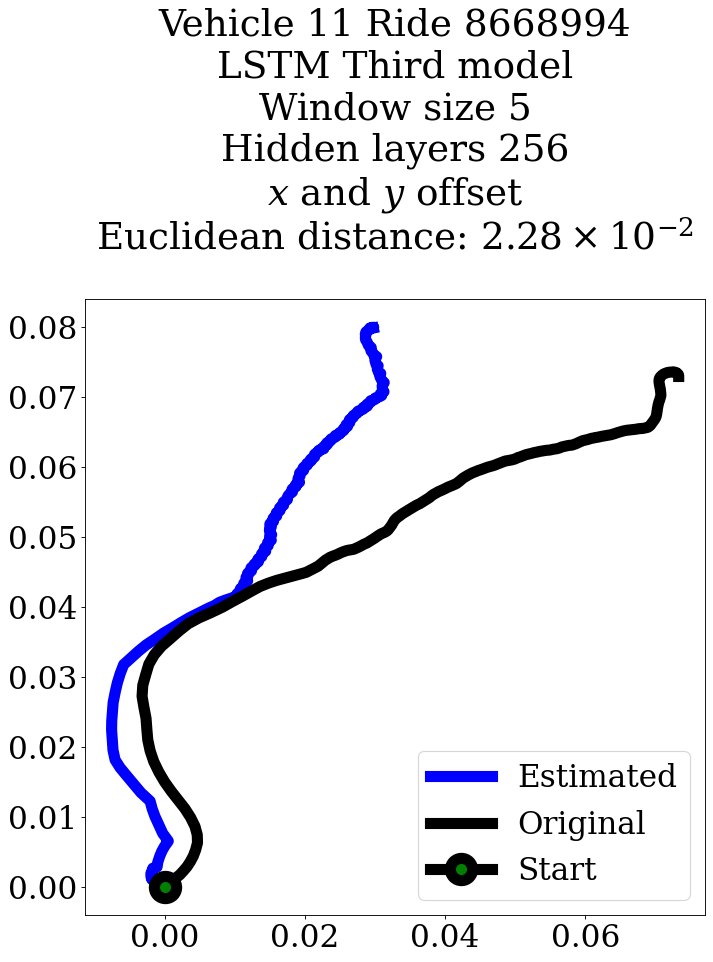 Vehicle 11 Ride 8668994
LSTM Third model
Window size 5
Hidden layers 256
x and y offset
Euclidean distance: 2.28 × 10⁻²
0.08
0.07
0.06
0.05
0.04
0.03
0.02
0.01
0.00
Estimated
Original
Start
0.00 0.02 0.04 0.06